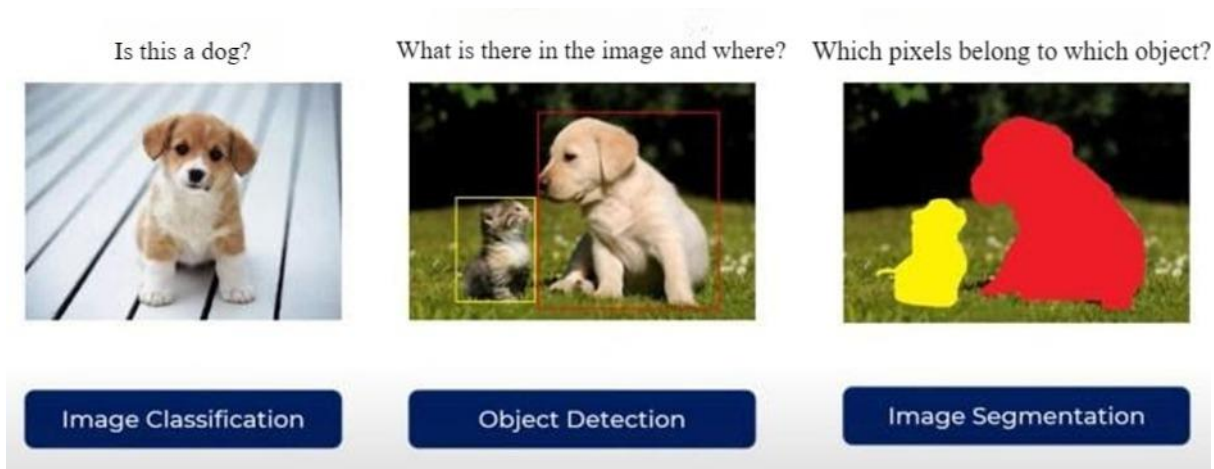 Is this a dog?
What is there in the image and where?
Which pixels belong to which object?
Image Classification
Object Detection
Image Segmentation